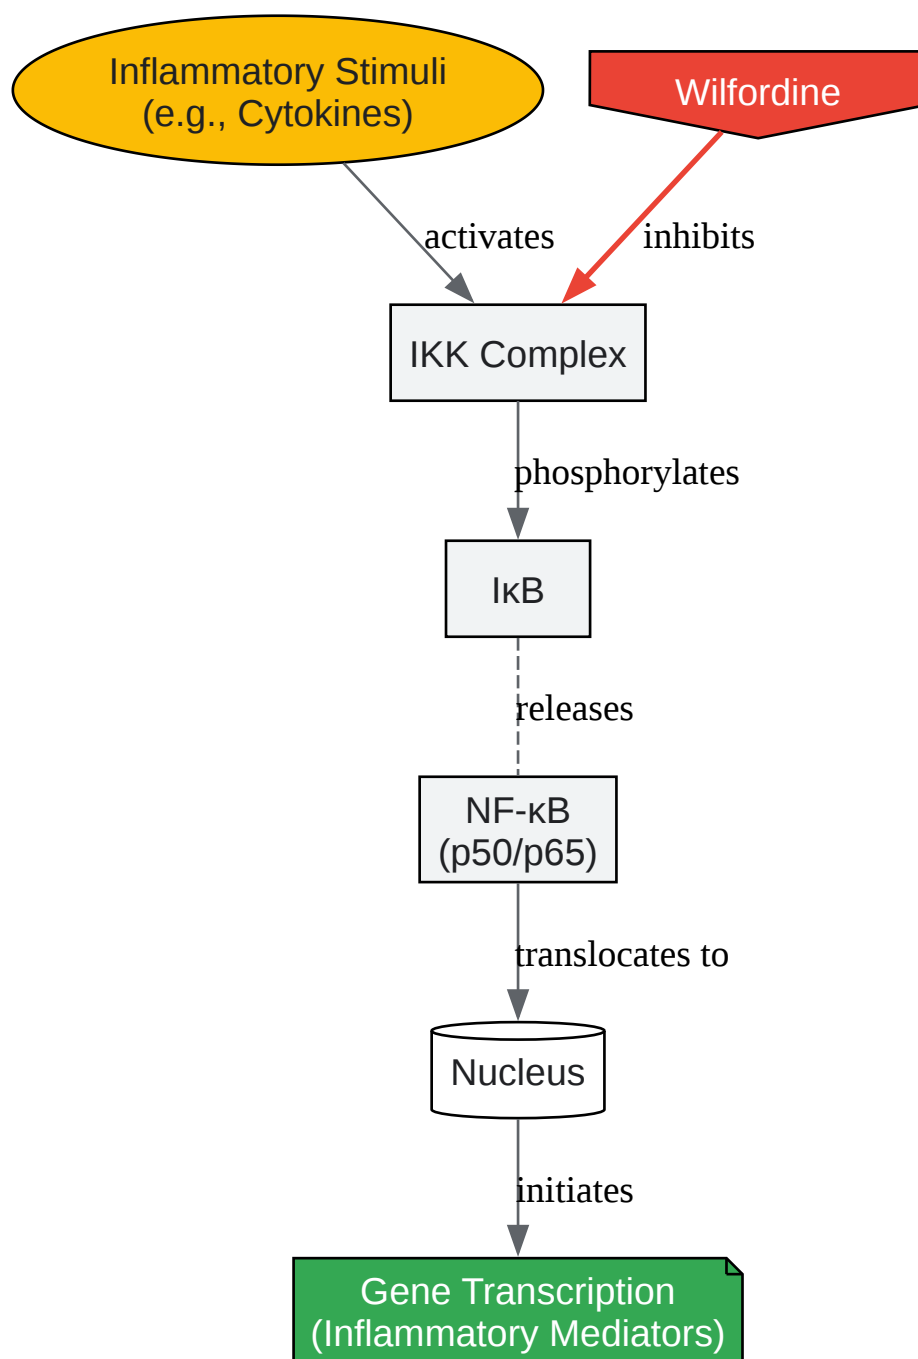 Inflammatory Stimuli
(e.g., Cytokines)
Wilfordine
activates
inhibits
IKK Complex
phosphorylates
IκB
releases
NF-κB
(p50/p65)
translocates to
Nucleus
initiates
Gene Transcription
(Inflammatory Mediators)